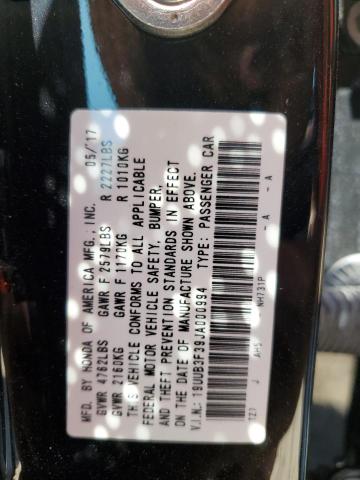 MFD. BY HONDA OF AMERICA MFG., INC. 05/'17
GVWR 4762LBS GAWR F 2579LBS R 2227LBS
GVWR 2160KG GAWR F 1170KG R 1010KG
THIS VEHICLE CONFORMS TO ALL APPLICABLE
FEDERAL MOTOR VEHICLE SAFETY, BUMPER,
AND THEFT PREVENTION STANDARDS IN EFFECT
ON THE DATE OF MANUFACTURE SHOWN ABOVE.
V.I.N.: 19UUB3F39JA000994 TYPE: PASSENGER CAR
NH731P - A - A
J AH5